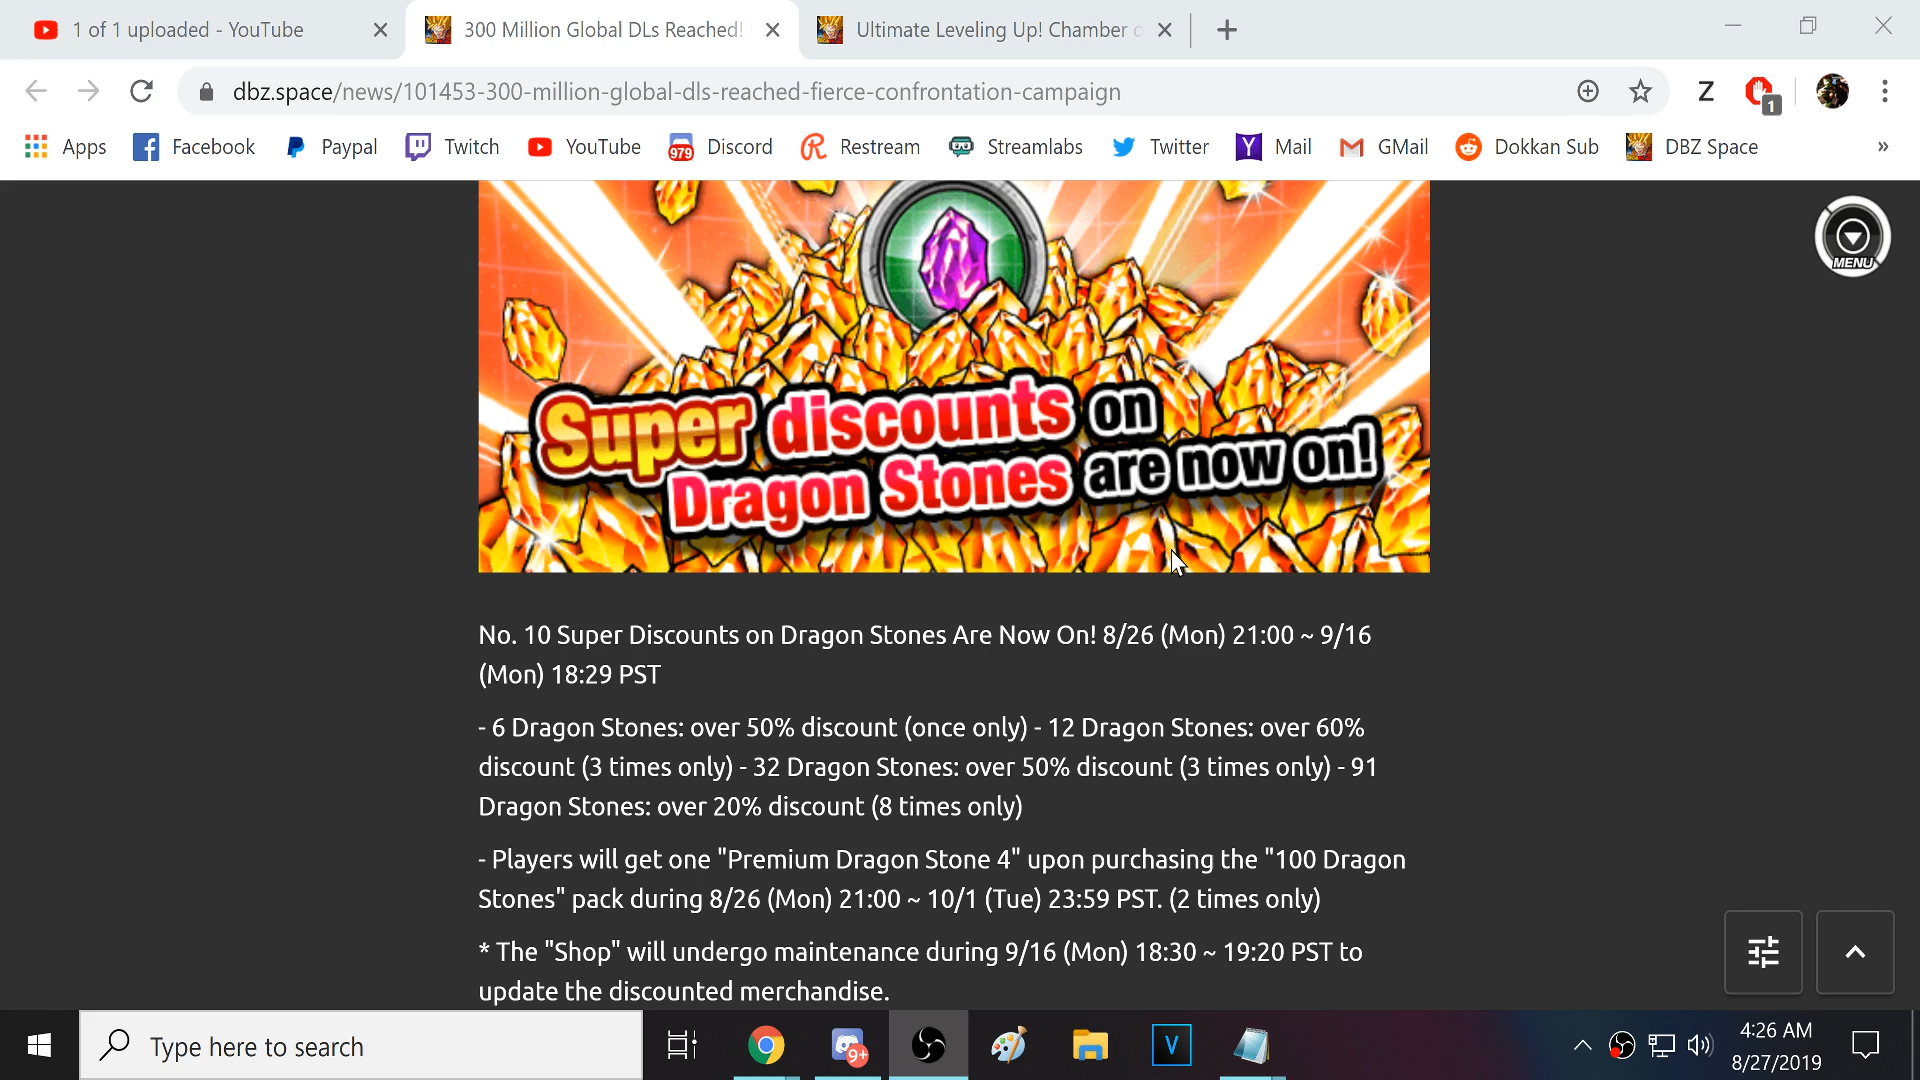 1 of 1 uploaded - YouTube
300 Million Global DLs Reached!
Ultimate Leveling Up! Chamber o
dbz.space/news/101453-300-million-global-dls-reached-fierce-confrontation-campaign
Z
1
Apps
Facebook
Paypal
Twitch
YouTube
979
Discord
Restream
Streamlabs
Twitter
Mail
GMail
Dokkan Sub
DBZ Space
»
MENU
Super discounts on
Dragon Stones are now on!
No. 10 Super Discounts on Dragon Stones Are Now On! 8/26 (Mon) 21:00 ~ 9/16
(Mon) 18:29 PST
- 6 Dragon Stones: over 50% discount (once only) - 12 Dragon Stones: over 60%
discount (3 times only) - 32 Dragon Stones: over 50% discount (3 times only) - 91
Dragon Stones: over 20% discount (8 times only)
- Players will get one "Premium Dragon Stone 4" upon purchasing the "100 Dragon
Stones" pack during 8/26 (Mon) 21:00 ~ 10/1 (Tue) 23:59 PST. (2 times only)
* The "Shop" will undergo maintenance during 9/16 (Mon) 18:30 ~ 19:20 PST to
update the discounted merchandise.
Type here to search
9+
V
4:26 AM
8/27/2019